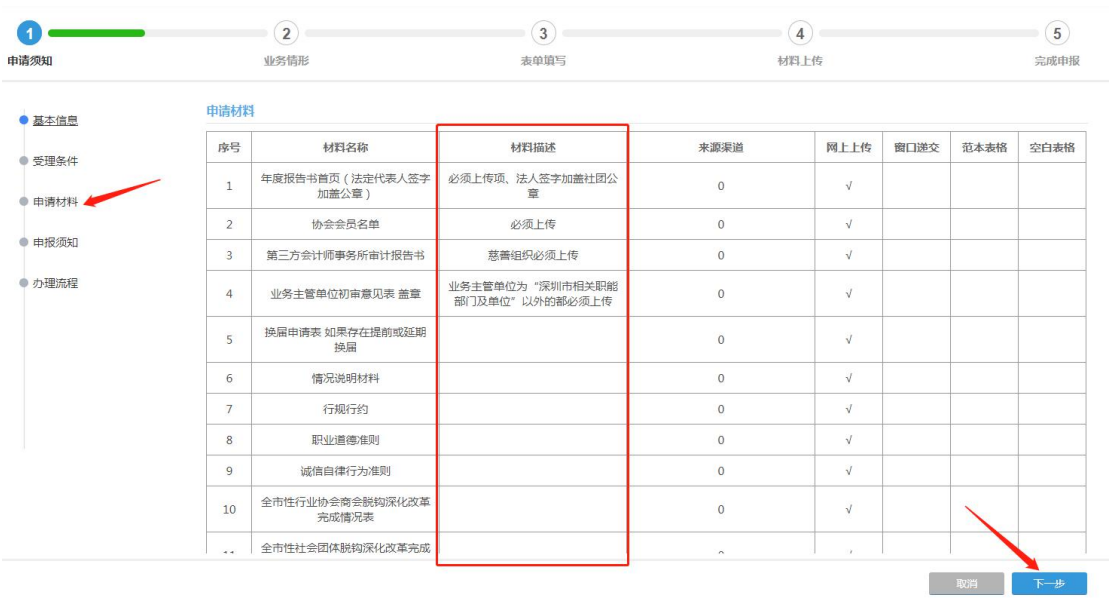 1 2 3 4 5
申请须知 业务情形 表单填写 材料上传 完成申报
基本信息
受理条件
申请材料
申报须知
办理流程
申请材料
序号 材料名称 材料描述 来源渠道 网上上传 窗口递交 范本表格 空白表格
1 年度报告书首页（法定代表人签字 必须上传项、法人签字加盖社团公 0 √
加盖公章） 章
2 协会会员名单 必须上传 0 √
3 第三方会计师事务所审计报告书 慈善组织必须上传 0 √
4 业务主管单位初审意见表 盖章 业务主管单位为“深圳市相关职能 0 √
部门及单位”以外的都必须上传
5 换届申请表 如果存在提前或延期 0 √
换届
6 情况说明材料 0 √
7 行规行约 0 √
8 职业道德准则 0 √
9 诚信自律行为准则 0 √
10 全市性行业协会商会脱钩深化改革 0 √
完成情况表
全市性社会团体脱钩深化改革完成
取消 下一步